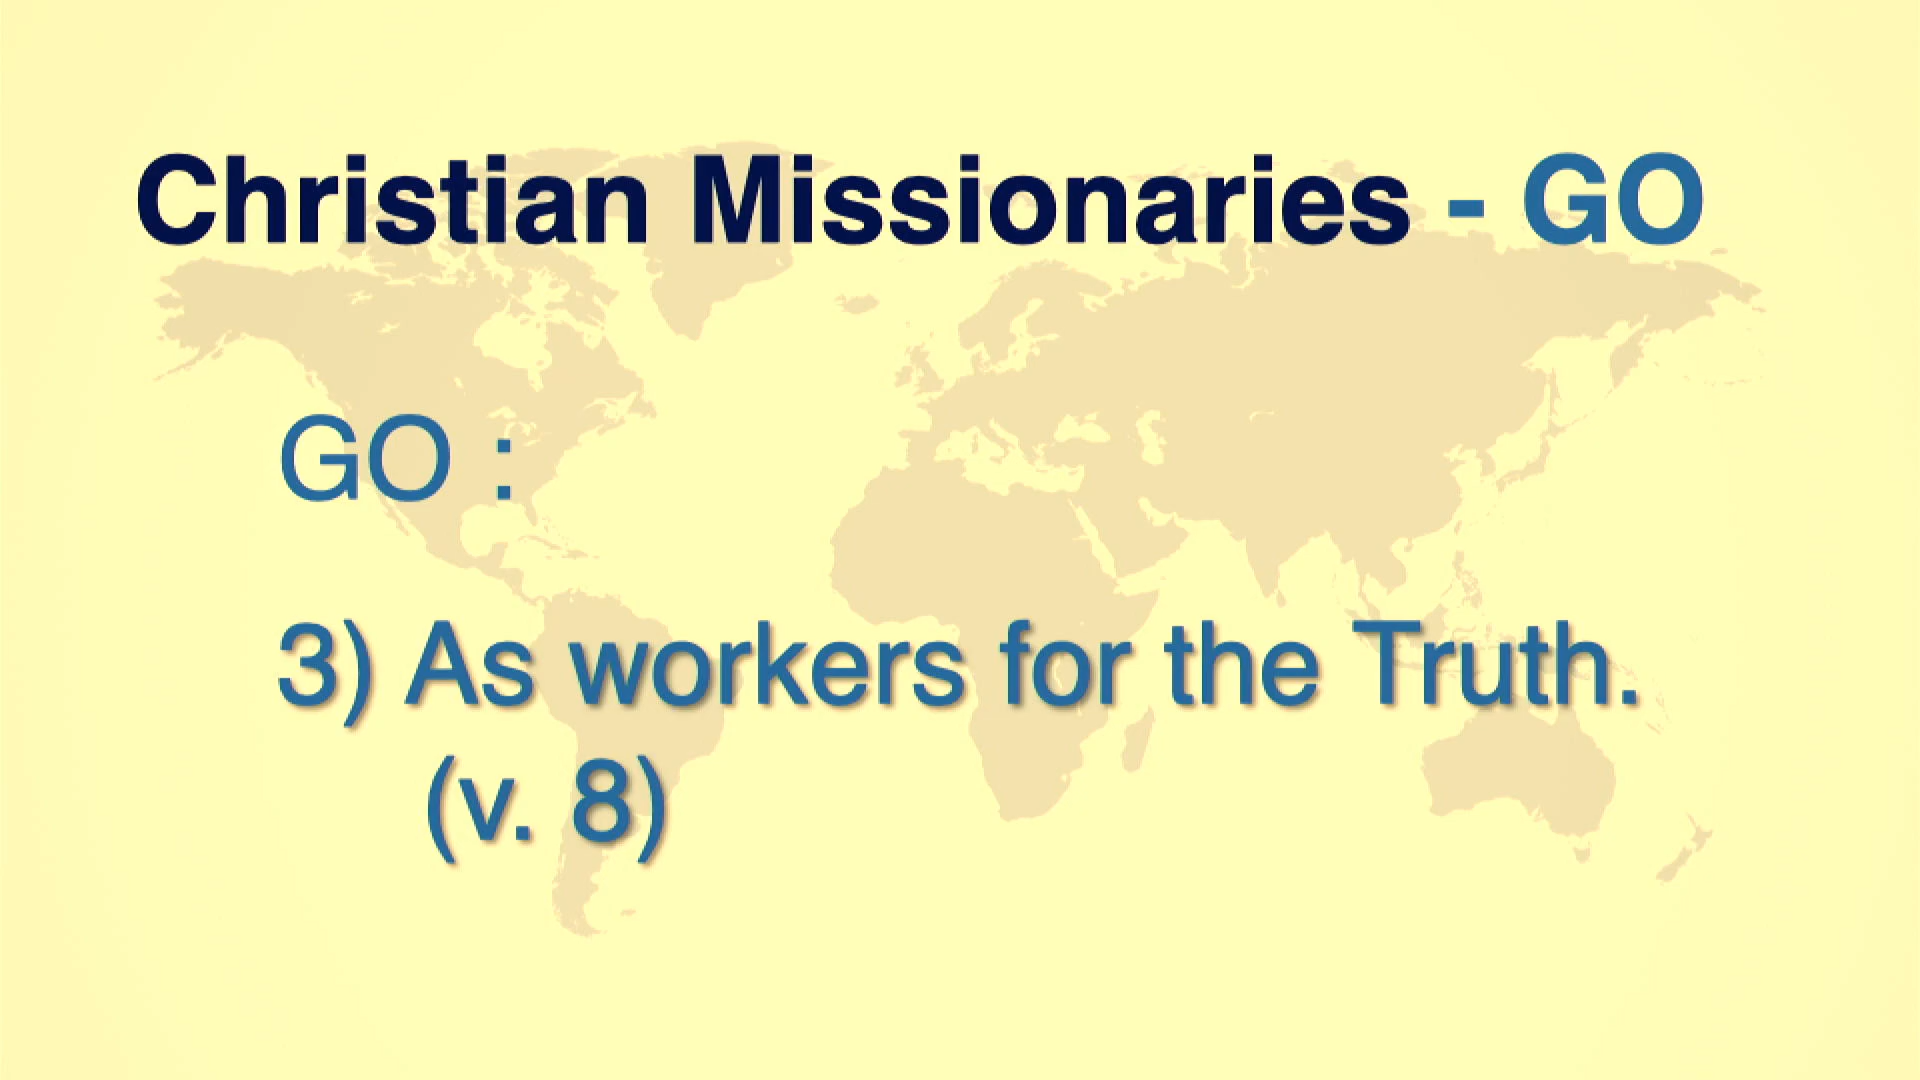 Christian Missionaries - GO
GO :
3) As workers for the Truth.
(v. 8)